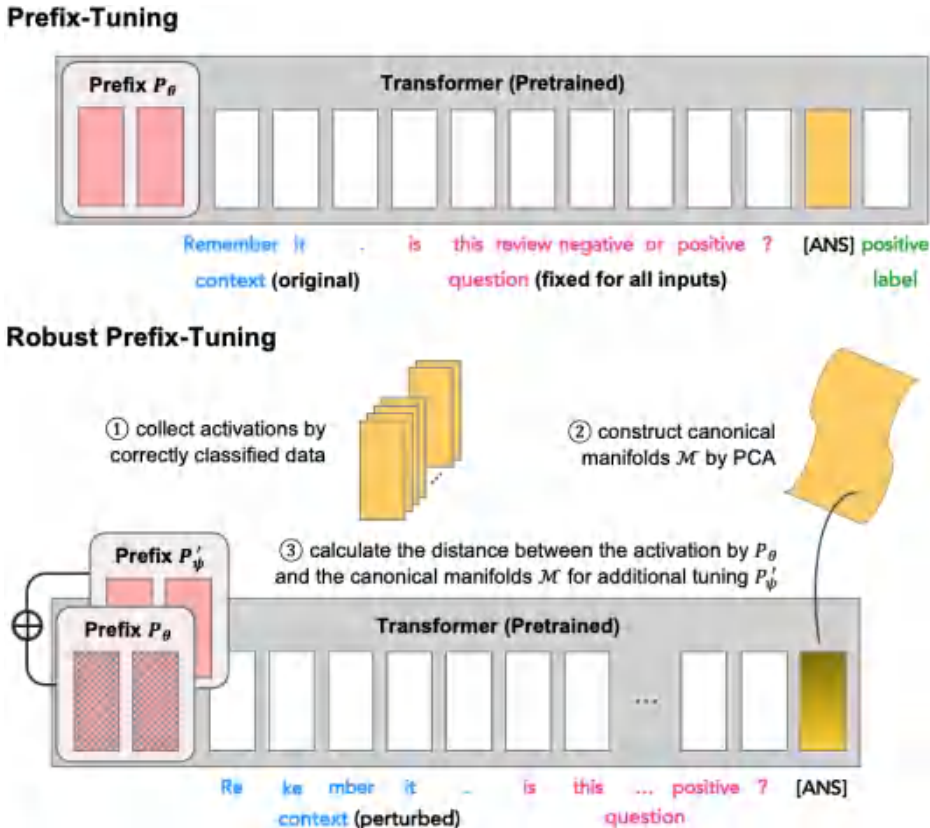 Prefix-Tuning
Prefix P_θ
Transformer (Pretrained)
Remember it . is this review negative or positive ? [ANS] positive
context (original) question (fixed for all inputs) label
Robust Prefix-Tuning
① collect activations by
correctly classified data
② construct canonical
manifolds ℳ by PCA
③ calculate the distance between the activation by P_θ
and the canonical manifolds ℳ for additional tuning P'_ψ
Prefix P'_ψ
Prefix P_θ
Transformer (Pretrained)
...
Re ke mber it .. is this ... positive ? [ANS]
context (perturbed) question